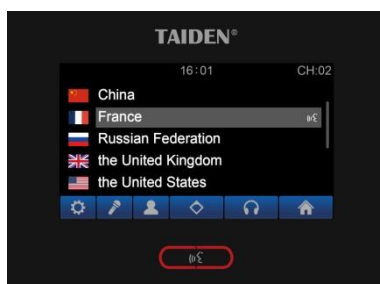 TAIDEN®
16:01 CH:02
China
France
Russian Federation
the United Kingdom
the United States